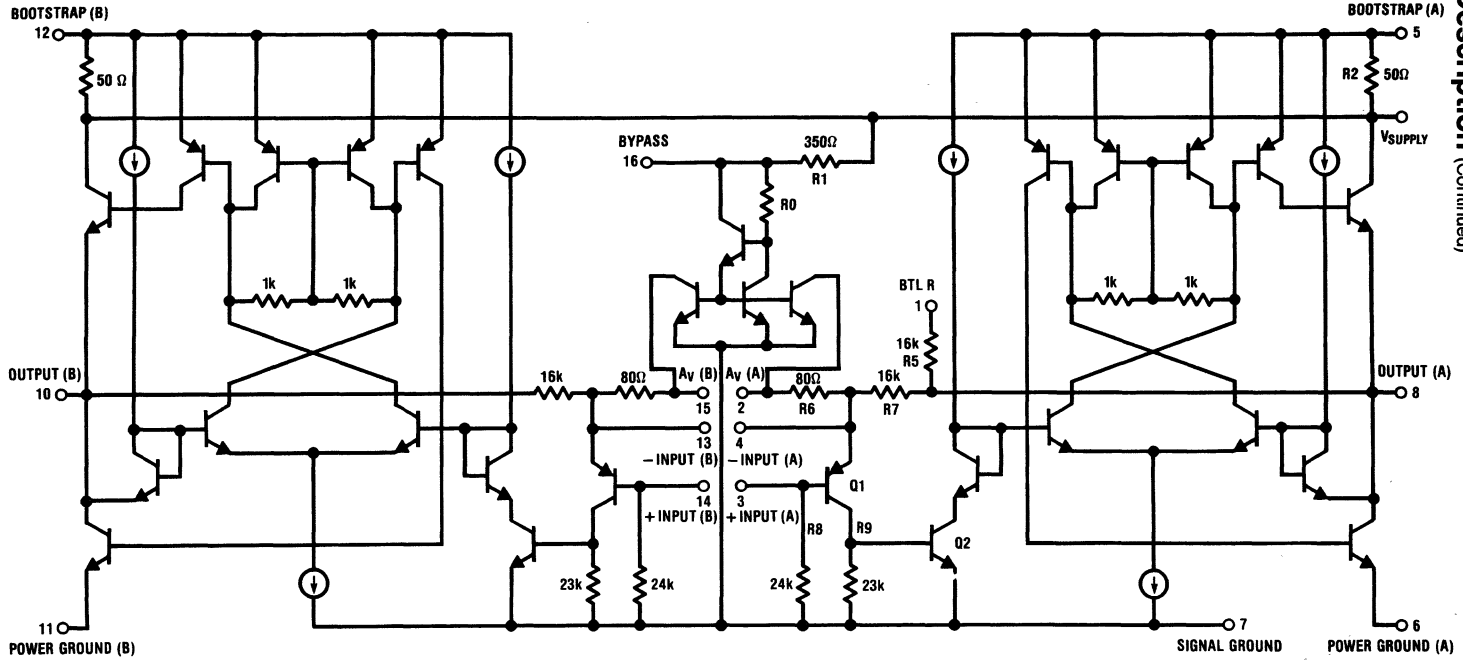 BOOTSTRAP (B)
BOOTSTRAP (A)
12
5
50 Ω
R2
50Ω
VSUPPLY
BYPASS
16
350Ω
R1
R0
1k
1k
1k
1k
BTL R
1
16k
R5
OUTPUT (B)
10
16k
80Ω
AV (B)
AV (A)
80Ω
R6
16k
R7
OUTPUT (A)
8
15
2
13
4
– INPUT (B)
– INPUT (A)
14
3
+ INPUT (B)
+ INPUT (A)
Q1
R8
R9
Q2
23k
24k
24k
23k
11
POWER GROUND (B)
7
SIGNAL GROUND
6
POWER GROUND (A)
(Continued)